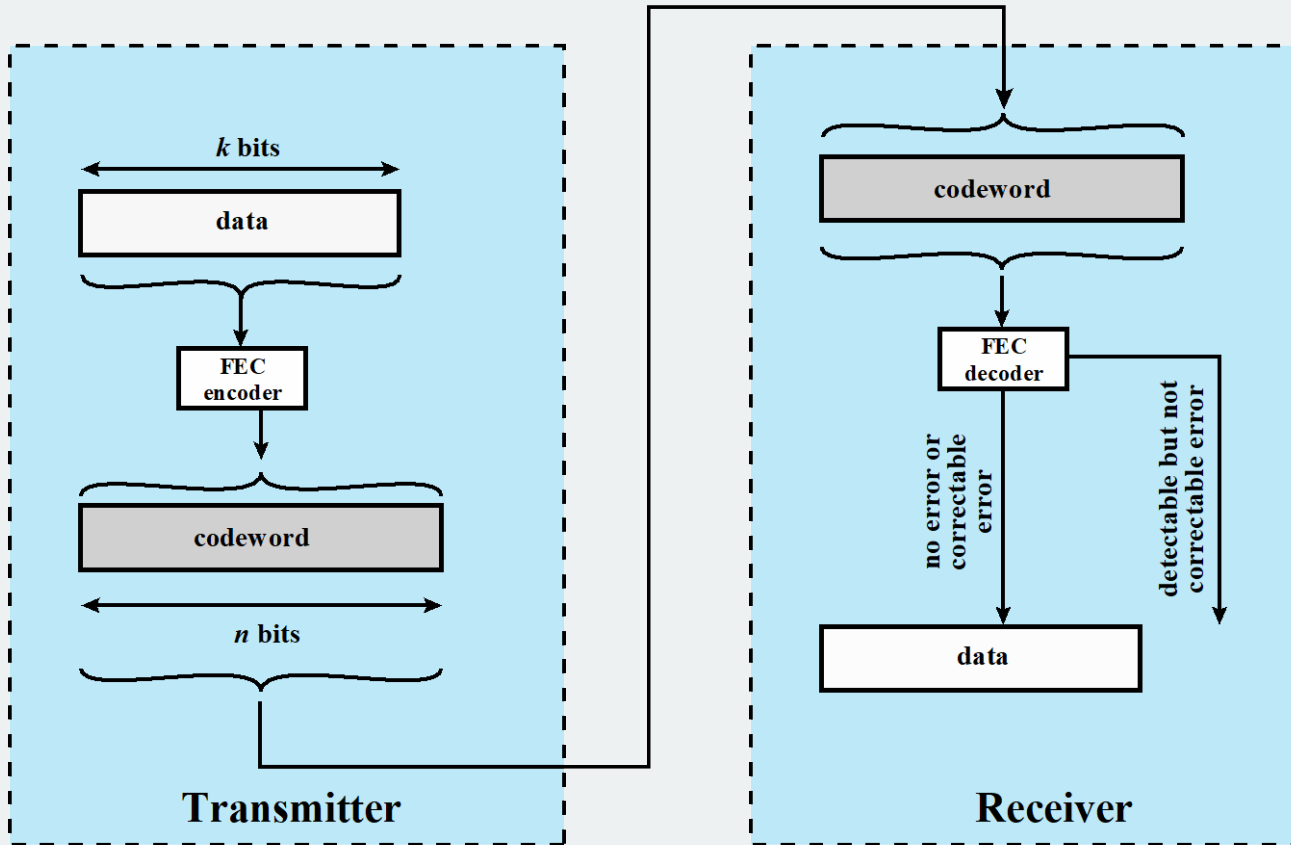 k bits
data
FEC
encoder
codeword
n bits
Transmitter
codeword
FEC
decoder
no error or
correctable
error
detectable but not
correctable error
data
Receiver